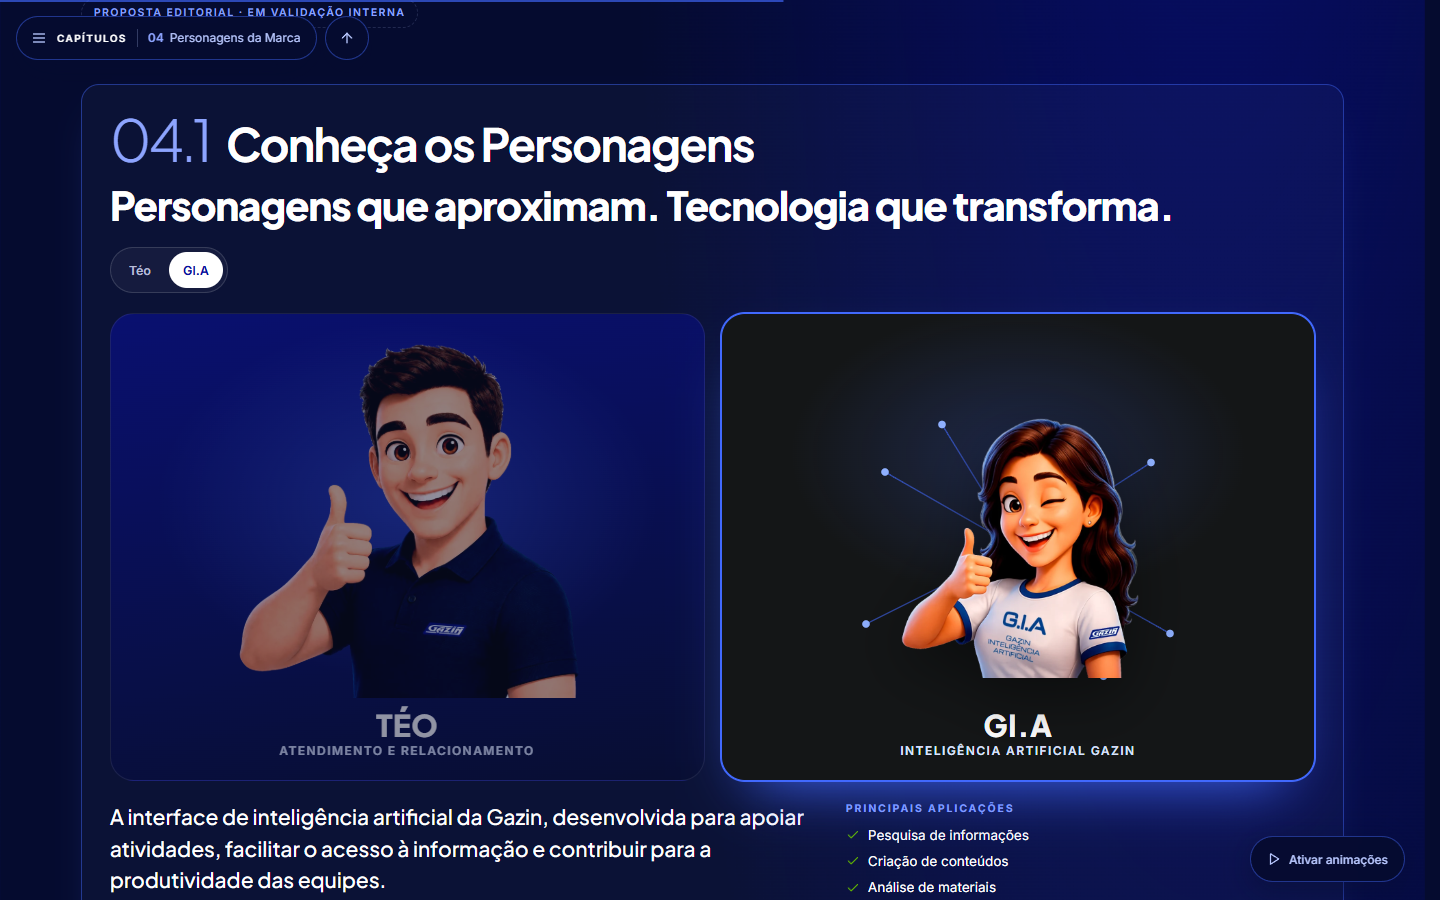 PROPOSTA EDITORIAL · EM VALIDAÇÃO INTERNA
CAPÍTULOS
04 Personagens da Marca
04.1 Conheça os Personagens
Personagens que aproximam. Tecnologia que transforma.
Téo
GI.A
GAZIN
G.I.A
GAZIN
INTELIGÊNCIA
ARTIFICIAL
GAZIN
TÉO
ATENDIMENTO E RELACIONAMENTO
GI.A
INTELIGÊNCIA ARTIFICIAL GAZIN
A interface de inteligência artificial da Gazin, desenvolvida para apoiar
atividades, facilitar o acesso à informação e contribuir para a
produtividade das equipes.
PRINCIPAIS APLICAÇÕES
Pesquisa de informações
Criação de conteúdos
Análise de materiais
Ativar animações